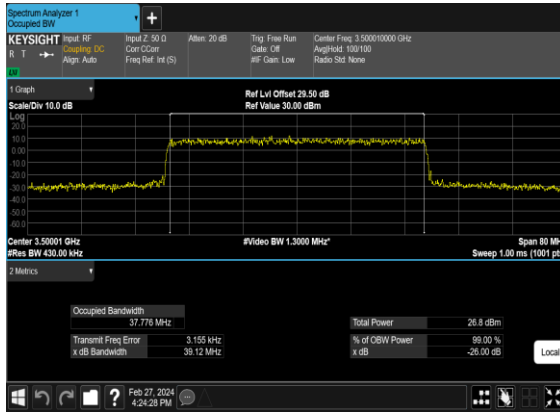 Spectrum Analyzer 1
Occupied BW
+
KEYSIGHT Input: RF Input Z: 50 Ω Atten: 20 dB Trig: Free Run Center Freq: 3.500010000 GHz
R T Coupling: DC Corr CCorr Gate: Off Avg|Hold: 100/100
Align: Auto Freq Ref: Int (S) #IF Gain: Low Radio Std: None
LW
1 Graph
Ref Lvl Offset 29.50 dB
Scale/Div 10.0 dB Ref Value 30.00 dBm
Log
20.0
10.0
0.00
-10.0
-20.0
-30.0
-40.0
-50.0
-60.0
Center 3.50001 GHz #Video BW 1.3000 MHz* Span 80 MH
#Res BW 430.00 kHz Sweep 1.00 ms (1001 pt
2 Metrics
Occupied Bandwidth
37.776 MHz Total Power 26.8 dBm
Transmit Freq Error 3.155 kHz % of OBW Power 99.00 %
x dB Bandwidth 39.12 MHz x dB -26.00 dB
Local
? Feb 27, 2024
4:24:28 PM